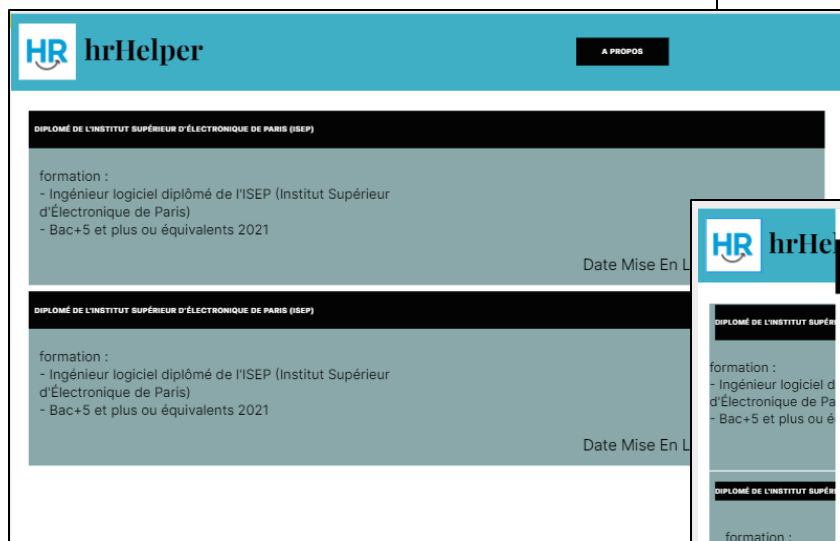 HR hrHelper
A PROPOS
DIPLOMÉ DE L'INSTITUT SUPÉRIEUR D'ÉLECTRONIQUE DE PARIS (ISEP)
formation :
- Ingénieur logiciel diplômé de l'ISEP (Institut Supérieur
d'Électronique de Paris)
- Bac+5 et plus ou équivalents 2021
Date Mise En L
DIPLOMÉ DE L'INSTITUT SUPÉRIEUR D'ÉLECTRONIQUE DE PARIS (ISEP)
formation :
- Ingénieur logiciel diplômé de l'ISEP (Institut Supérieur
d'Électronique de Paris)
- Bac+5 et plus ou équivalents 2021
Date Mise En L
HR hrHel
DIPLOMÉ DE L'INSTITUT SUPÉR
formation :
- Ingénieur logiciel d
d'Électronique de Pa
- Bac+5 et plus ou é
DIPLOMÉ DE L'INSTITUT SUPÉR
formation :